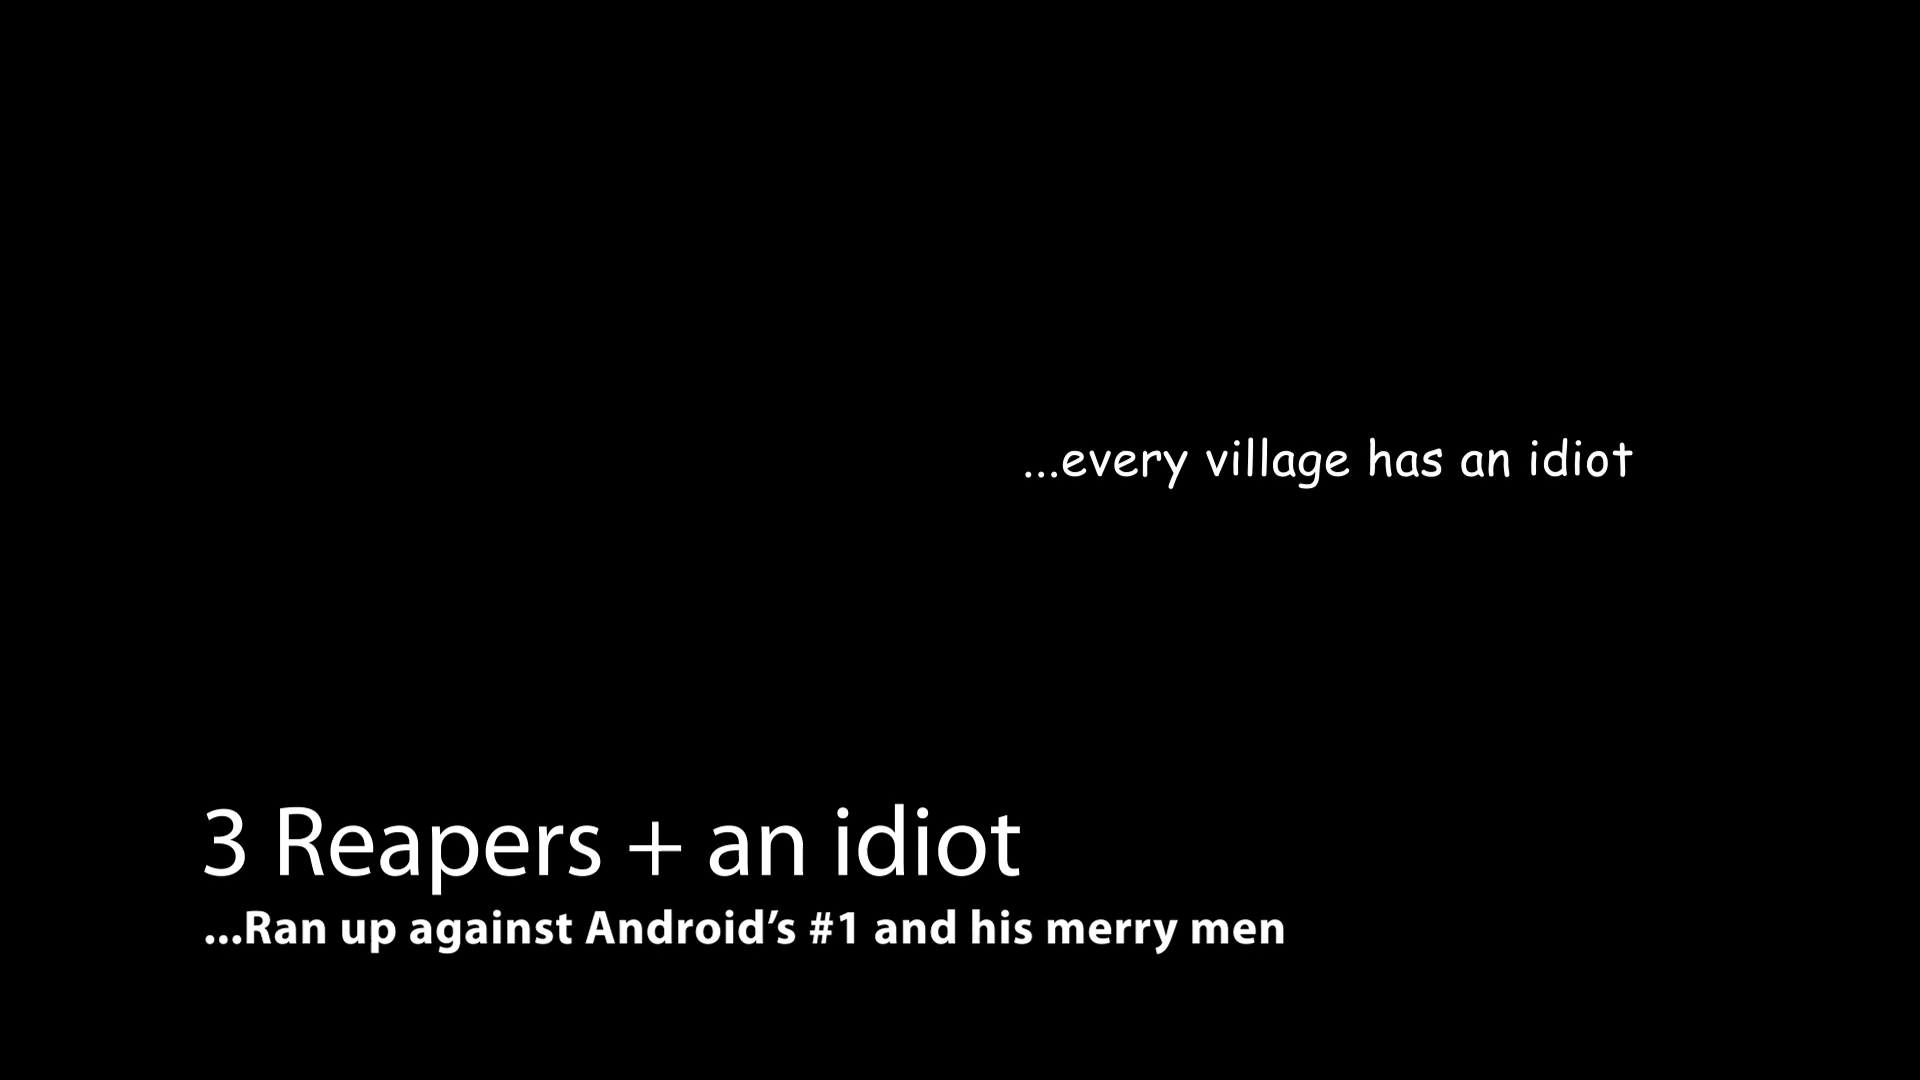 ...every village has an idiot
3 Reapers + an idiot
...Ran up against Android’s #1 and his merry men